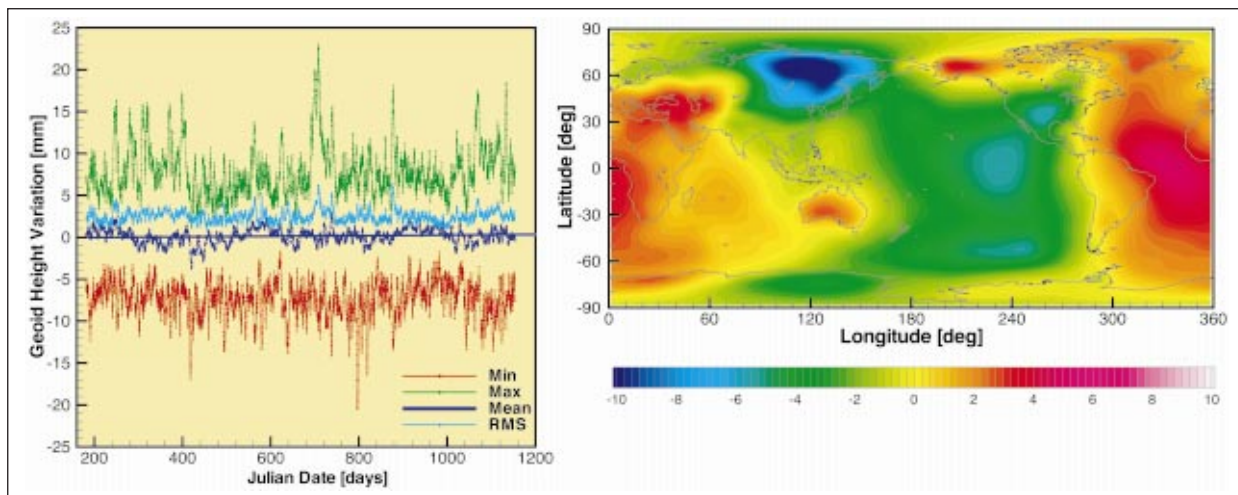 25
20
15
10
5
0
-5
-10
-15
-20
-25
Geoid Height Variation [mm]
Min
Max
Mean
RMS
200 400 600 800 1000 1200
Julian Date [days]
90
60
30
0
-30
-60
-90
Latitude [deg]
0 60 120 180 240 300 360
Longitude [deg]
-10 -8 -6 -4 -2 0 2 4 6 8 10